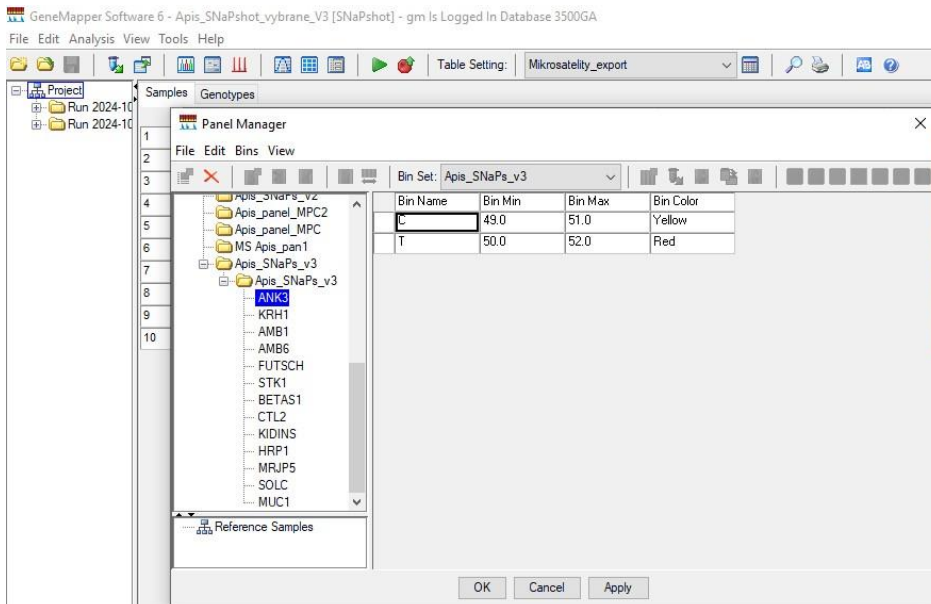 GeneMapper Software 6 - Apis_SNaPshot_vybrane_V3 [SNaPshot] - gm Is Logged In Database 3500GA
File Edit Analysis View Tools Help
Table Setting: Mikrosatelity_export
Project
Run 2024-10
Run 2024-10
Samples Genotypes
1
2
3
4
5
6
7
8
9
10
Panel Manager
File Edit Bins View
Bin Set: Apis_SNaPs_v3
Apis_SNaPs_v2
Apis_panel_MPC2
Apis_panel_MPC
MS Apis_pan1
Apis_SNaPs_v3
Apis_SNaPs_v3
ANK3
KRH1
AMB1
AMB6
FUTSCH
STK1
BETAS1
CTL2
KIDINS
HRP1
MRJP5
SOLC
MUC1
Reference Samples
Bin Name Bin Min Bin Max Bin Color
C 49.0 51.0 Yellow
T 50.0 52.0 Red
OK Cancel Apply